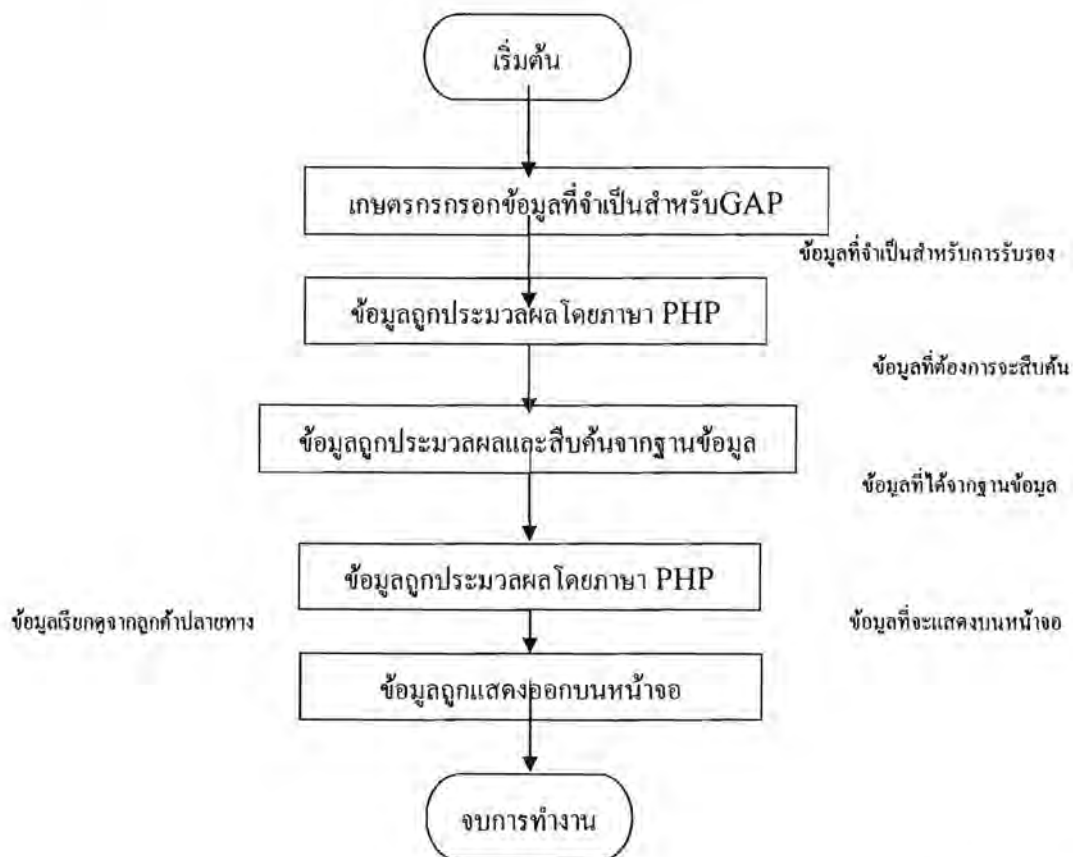 เริ่มต้น
เกษตรกรกรอกข้อมูลที่จำเป็นสำหรับGAP
ข้อมูลที่จำเป็นสำหรับการรับรอง
ข้อมูลถูกประมวลผลโดยภาษา PHP
ข้อมูลที่ต้องการจะสืบค้น
ข้อมูลถูกประมวลผลและสืบค้นจากฐานข้อมูล
ข้อมูลที่ได้จากฐานข้อมูล
ข้อมูลถูกประมวลผลโดยภาษา PHP
ข้อมูลเรียกดูจากลูกค้าปลายทาง
ข้อมูลที่จะแสดงบนหน้าจอ
ข้อมูลถูกแสดงออกบนหน้าจอ
จบการทำงาน